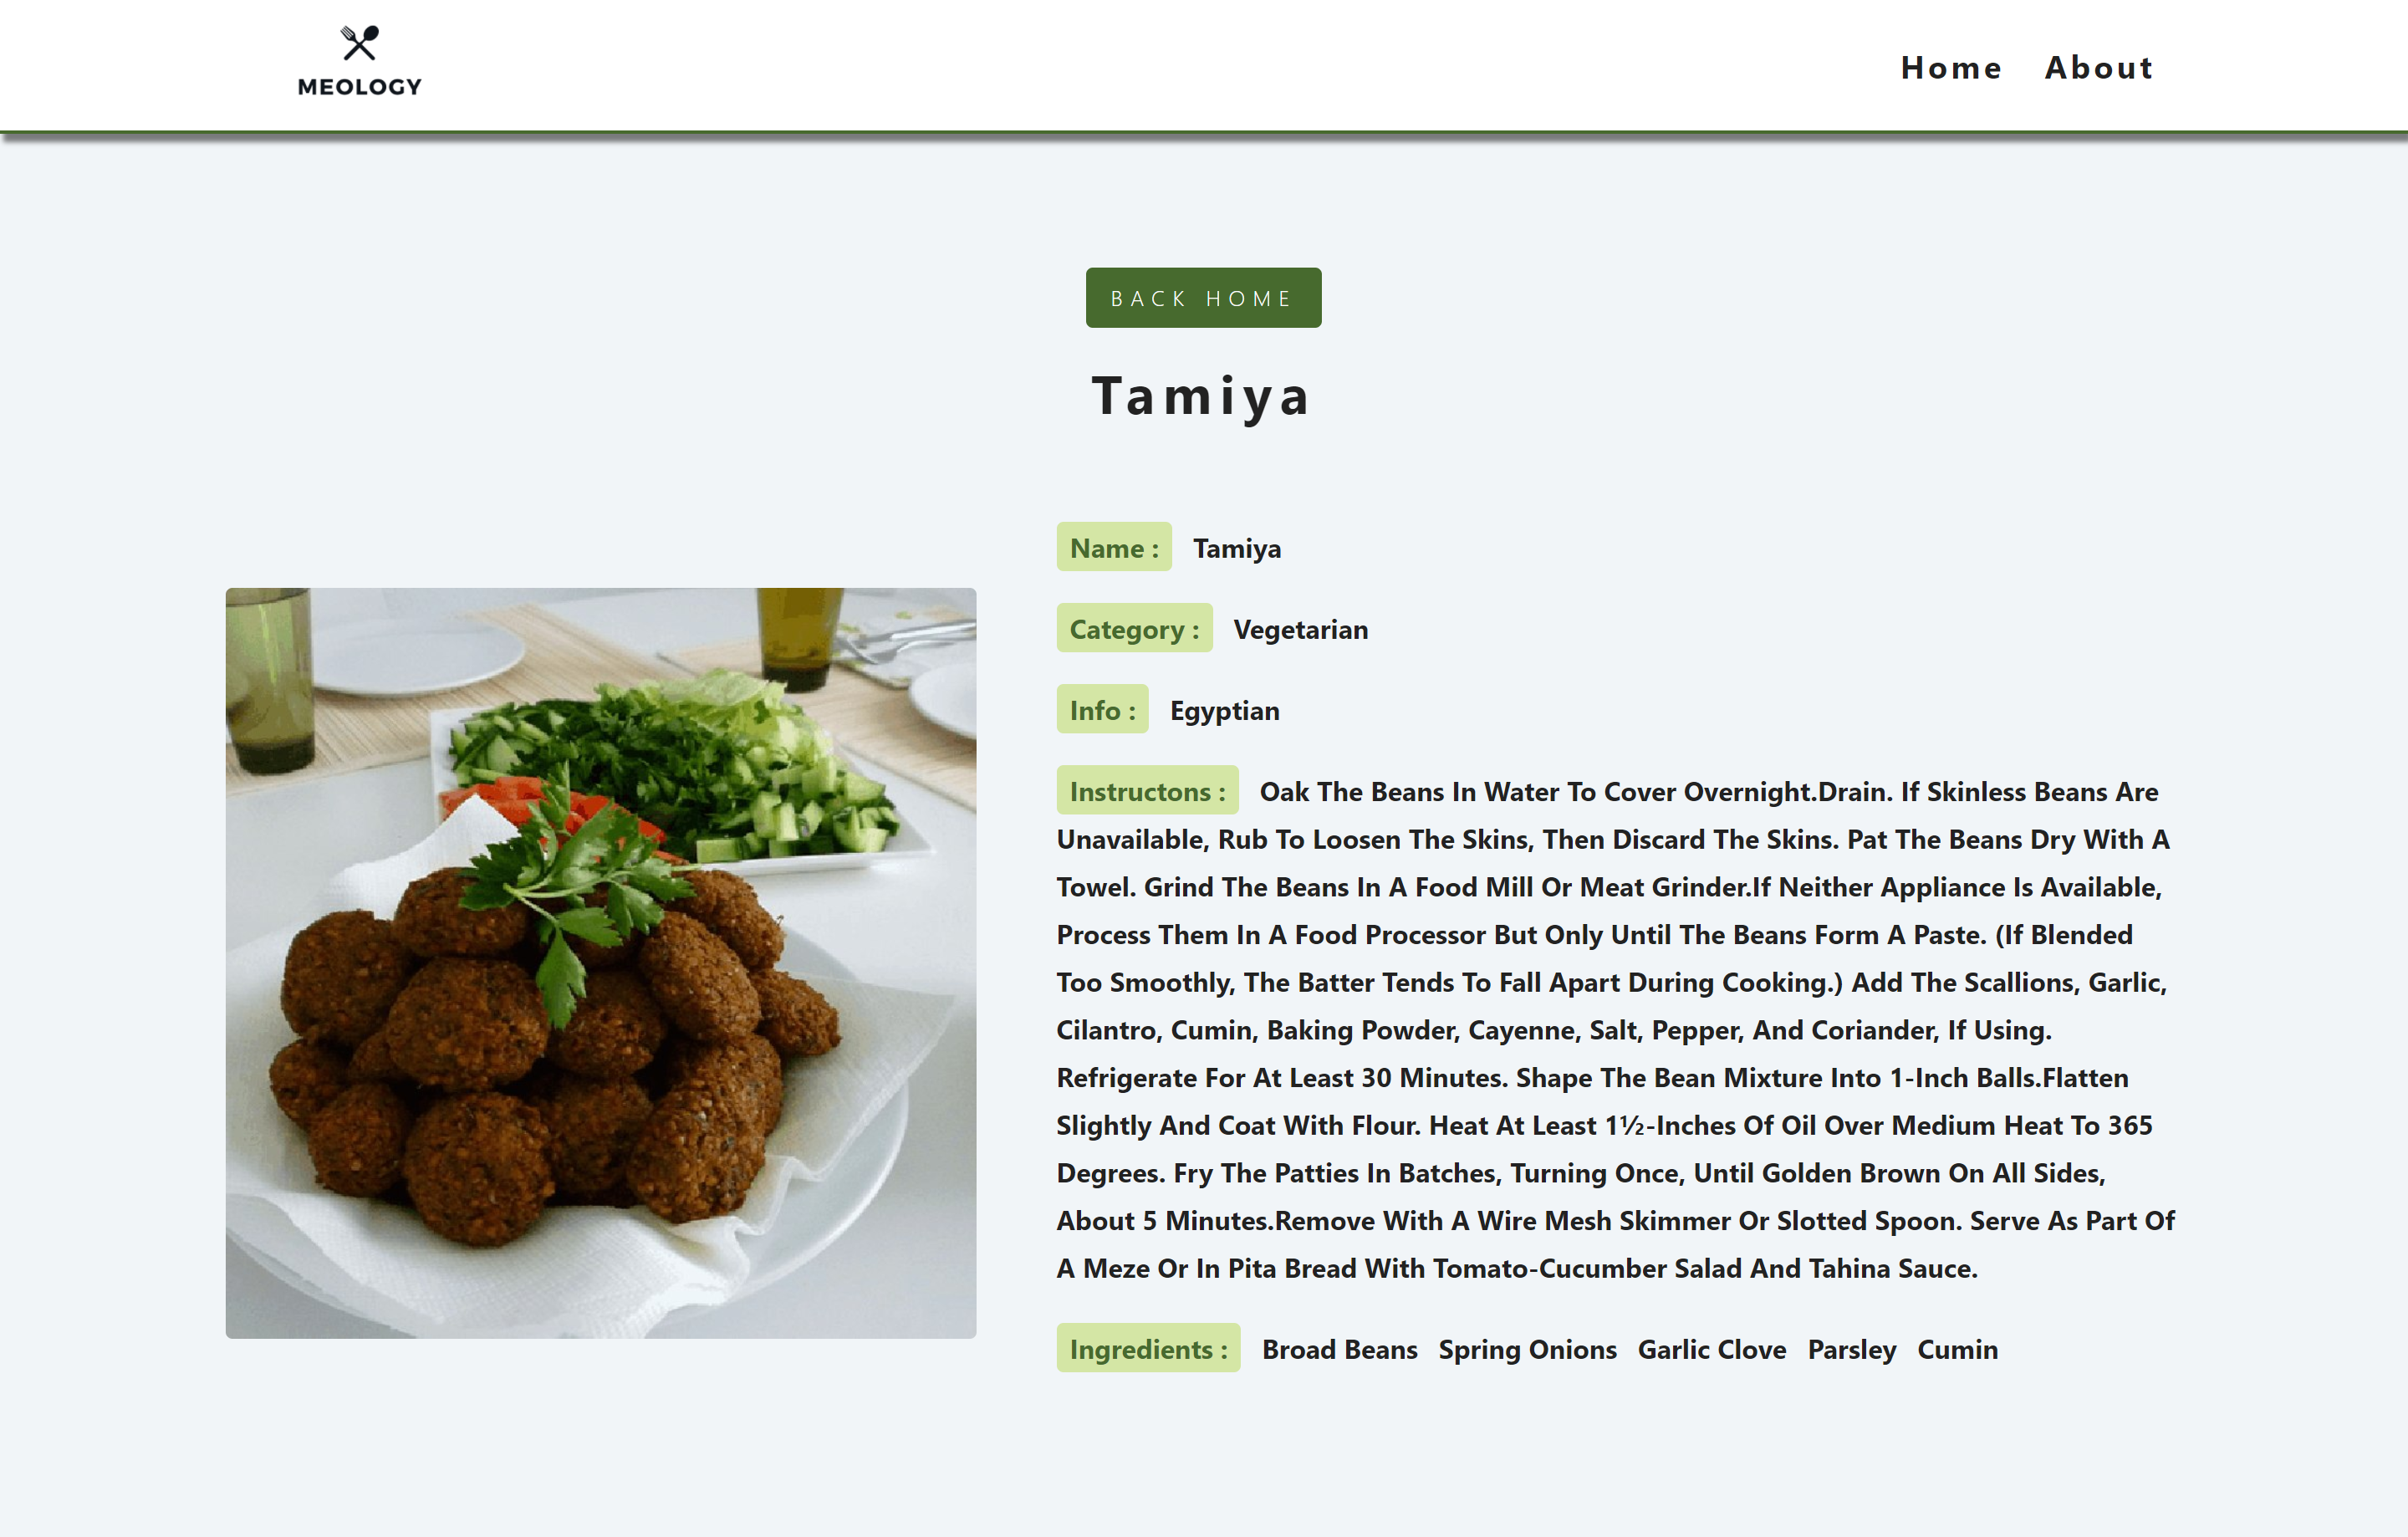 MEOLOGY
Home About
BACK HOME
Tamiya
Name : Tamiya
Category : Vegetarian
Info : Egyptian
Instructons : Oak The Beans In Water To Cover Overnight.Drain. If Skinless Beans Are
Unavailable, Rub To Loosen The Skins, Then Discard The Skins. Pat The Beans Dry With A
Towel. Grind The Beans In A Food Mill Or Meat Grinder.If Neither Appliance Is Available,
Process Them In A Food Processor But Only Until The Beans Form A Paste. (If Blended
Too Smoothly, The Batter Tends To Fall Apart During Cooking.) Add The Scallions, Garlic,
Cilantro, Cumin, Baking Powder, Cayenne, Salt, Pepper, And Coriander, If Using.
Refrigerate For At Least 30 Minutes. Shape The Bean Mixture Into 1-Inch Balls.Flatten
Slightly And Coat With Flour. Heat At Least 1½-Inches Of Oil Over Medium Heat To 365
Degrees. Fry The Patties In Batches, Turning Once, Until Golden Brown On All Sides,
About 5 Minutes.Remove With A Wire Mesh Skimmer Or Slotted Spoon. Serve As Part Of
A Meze Or In Pita Bread With Tomato-Cucumber Salad And Tahina Sauce.
Ingredients : Broad Beans Spring Onions Garlic Clove Parsley Cumin